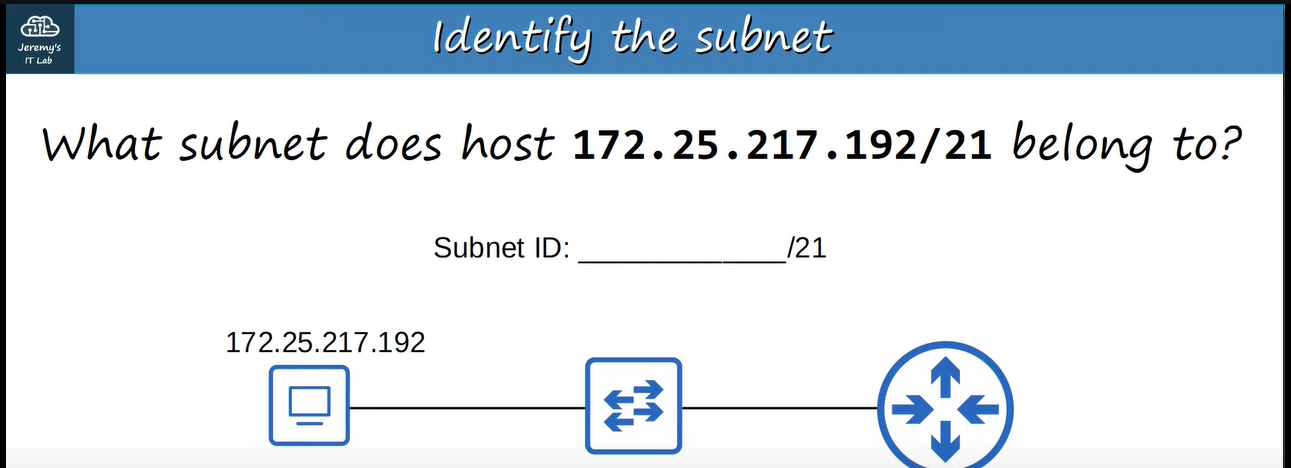 Jeremy's
IT Lab
Identify the subnet
What subnet does host 172.25.217.192/21 belong to?
Subnet ID: _____________/21
172.25.217.192